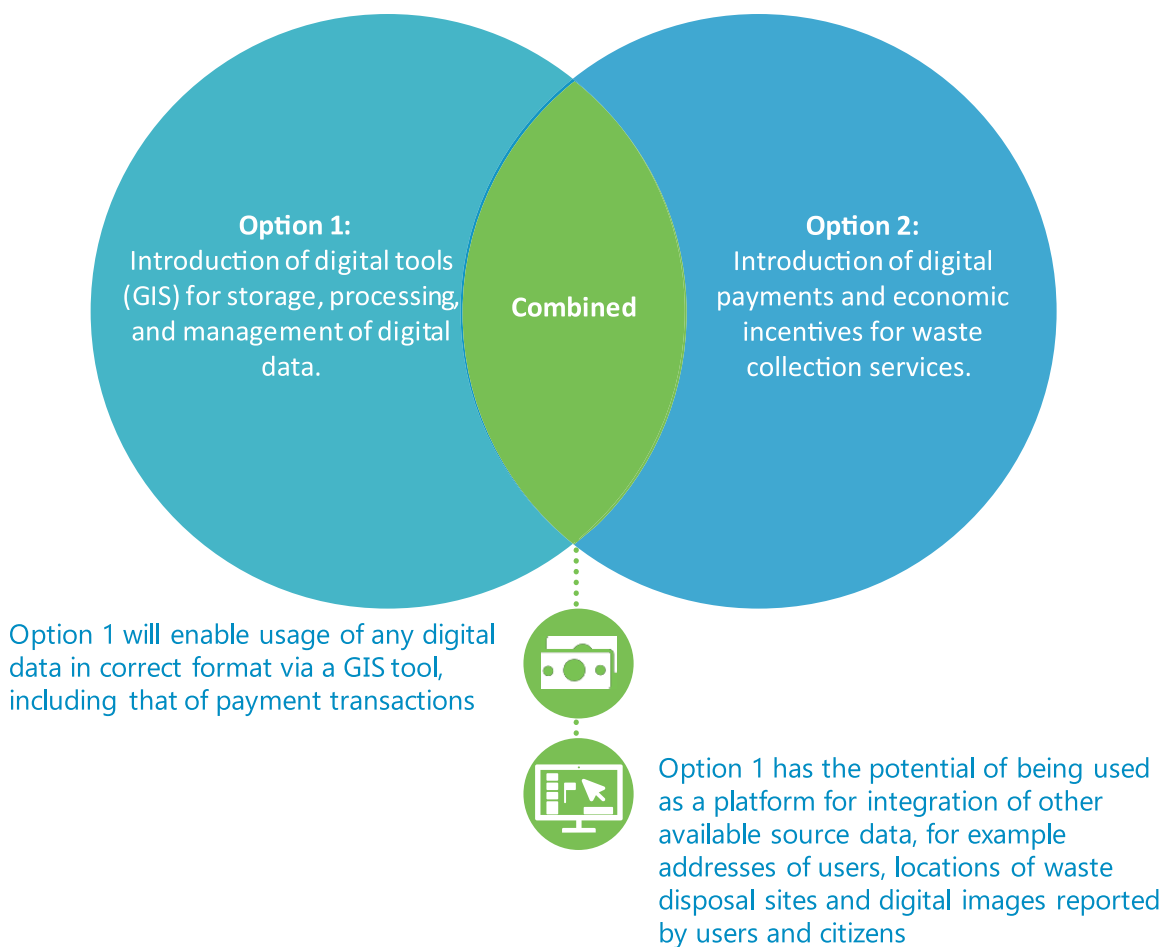 Option 1:
Introduction of digital tools
(GIS) for storage, processing,
and management of digital
data.
Combined
Option 2:
Introduction of digital
payments and economic
incentives for waste
collection services.
Option 1 will enable usage of any digital
data in correct format via a GIS tool,
including that of payment transactions
Option 1 has the potential of being used
as a platform for integration of other
available source data, for example
addresses of users, locations of waste
disposal sites and digital images reported
by users and citizens